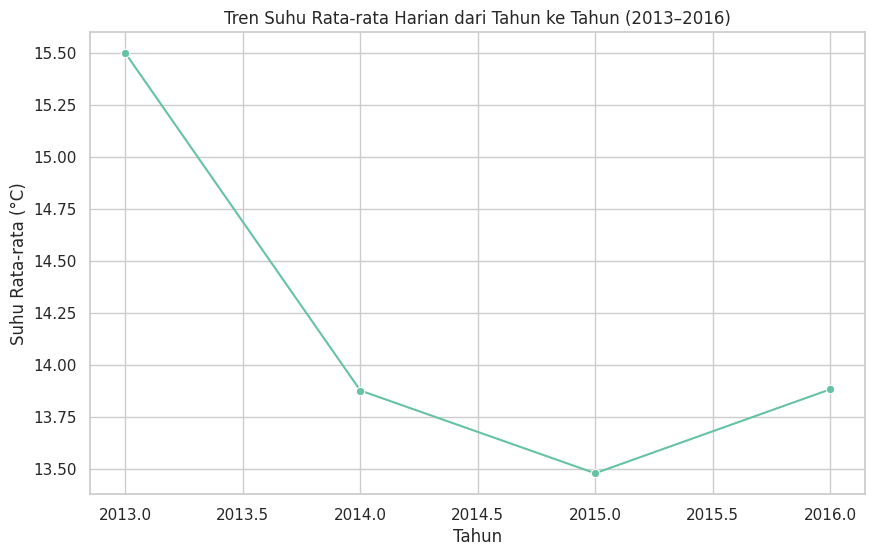 Tren Suhu Rata-rata Harian dari Tahun ke Tahun (2013–2016)
Suhu Rata-rata (°C)
15.50
15.25
15.00
14.75
14.50
14.25
14.00
13.75
13.50
2013.0 2013.5 2014.0 2014.5 2015.0 2015.5 2016.0
Tahun